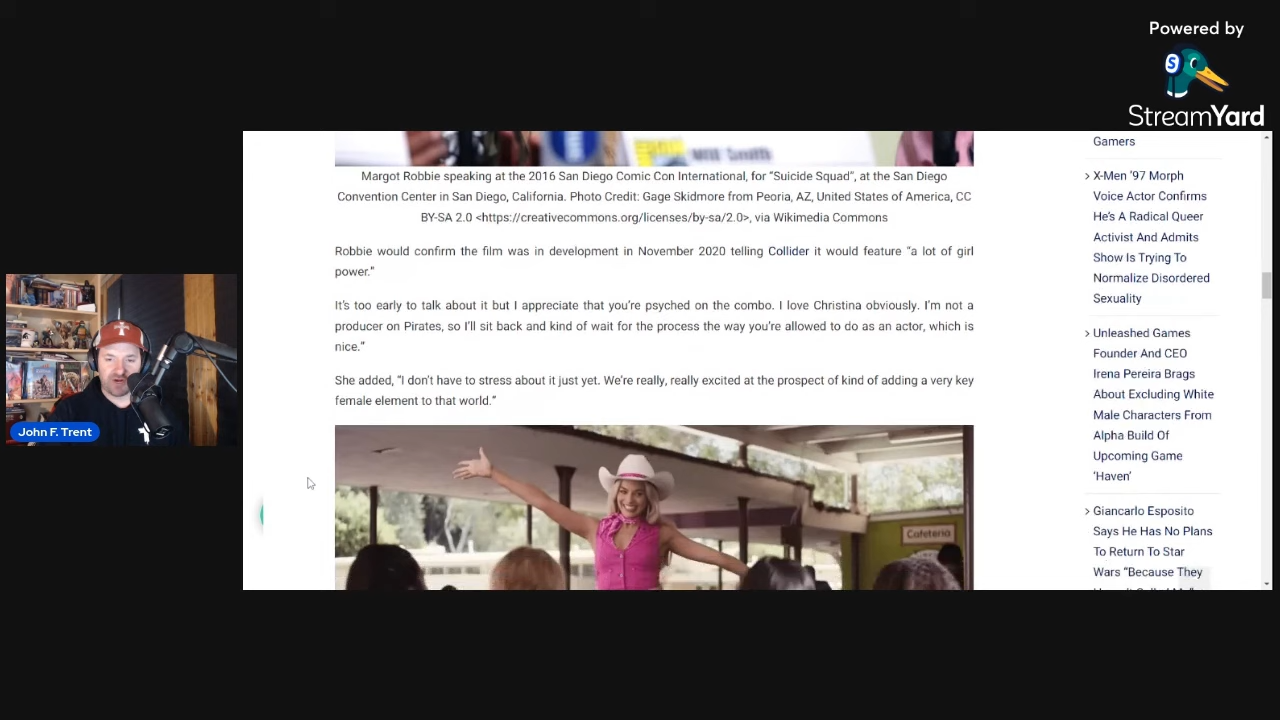 Powered by
StreamYard
Margot Robbie speaking at the 2016 San Diego Comic Con International, for “Suicide Squad”, at the San Diego
Convention Center in San Diego, California. Photo Credit: Gage Skidmore from Peoria, AZ, United States of America, CC
BY-SA 2.0 <https://creativecommons.org/licenses/by-sa/2.0>, via Wikimedia Commons
Robbie would confirm the film was in development in November 2020 telling Collider it would feature “a lot of girl
power.”
It’s too early to talk about it but I appreciate that you’re psyched on the combo. I love Christina obviously. I’m not a
producer on Pirates, so I’ll sit back and kind of wait for the process the way you’re allowed to do as an actor, which is
nice.”
She added, “I don’t have to stress about it just yet. We’re really, really excited at the prospect of kind of adding a very key
female element to that world.”
Cafeteria
John F. Trent
Gamers
X-Men ’97 Morph
Voice Actor Confirms
He’s A Radical Queer
Activist And Admits
Show Is Trying To
Normalize Disordered
Sexuality
Unleashed Games
Founder And CEO
Irena Pereira Brags
About Excluding White
Male Characters From
Alpha Build Of
Upcoming Game
‘Haven’
Giancarlo Esposito
Says He Has No Plans
To Return To Star
Wars “Because They